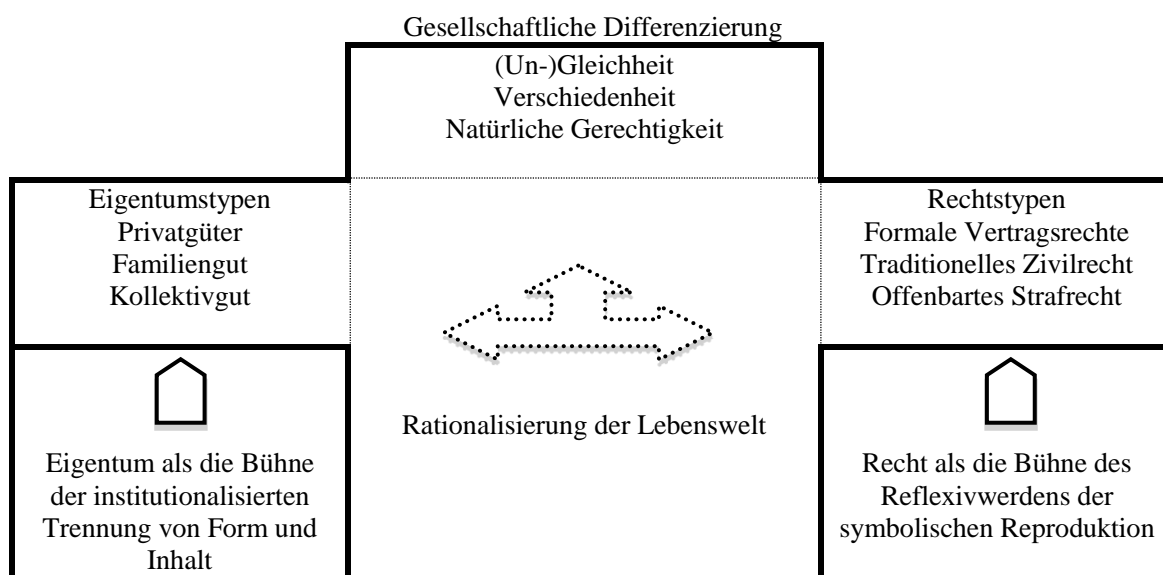 Gesellschaftliche Differenzierung
(Un-)Gleichheit
Verschiedenheit
Natürliche Gerechtigkeit
Eigentumstypen
Privatgüter
Familiengut
Kollektivgut
Rechtstypen
Formale Vertragsrechte
Traditionelles Zivilrecht
Offenbartes Strafrecht
Rationalisierung der Lebenswelt
Eigentum als die Bühne
der institutionalisierten
Trennung von Form und
Inhalt
Recht als die Bühne des
Reflexivwerdens der
symbolischen Reproduktion